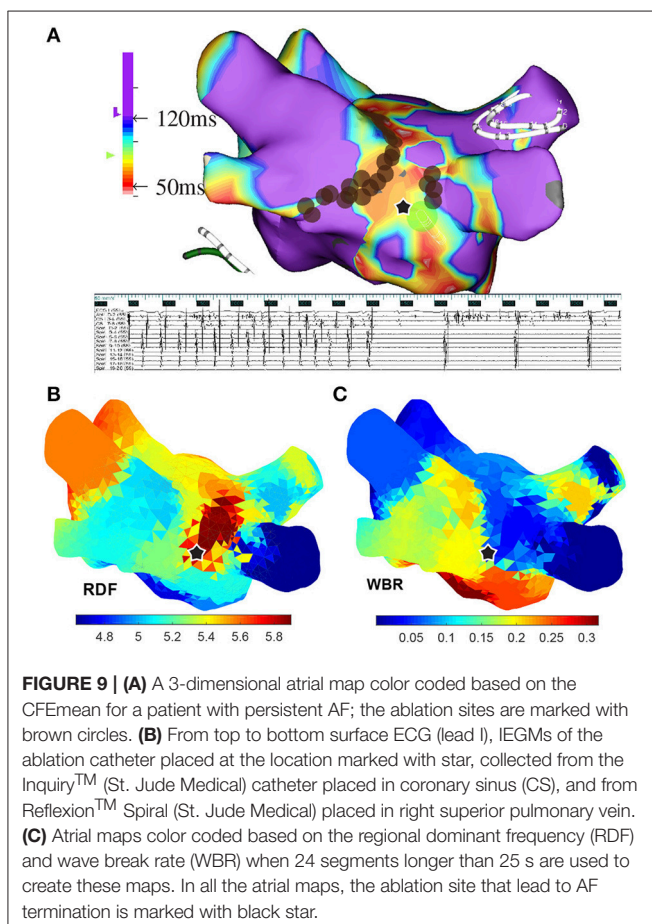 A
120ms
50ms
B
C
RDF
WBR
4.8 5 5.2 5.4 5.6 5.8
0.05 0.1 0.15 0.2 0.25 0.3
FIGURE 9 | (A) A 3-dimensional atrial map color coded based on the
CFEmean for a patient with persistent AF; the ablation sites are marked with
brown circles. (B) From top to bottom surface ECG (lead I), IEGMs of the
ablation catheter placed at the location marked with star, collected from the
Inquiry™ (St. Jude Medical) catheter placed in coronary sinus (CS), and from
Reflexion™ Spiral (St. Jude Medical) placed in right superior pulmonary vein.
(C) Atrial maps color coded based on the regional dominant frequency (RDF)
and wave break rate (WBR) when 24 segments longer than 25 s are used to
create these maps. In all the atrial maps, the ablation site that lead to AF
termination is marked with black star.